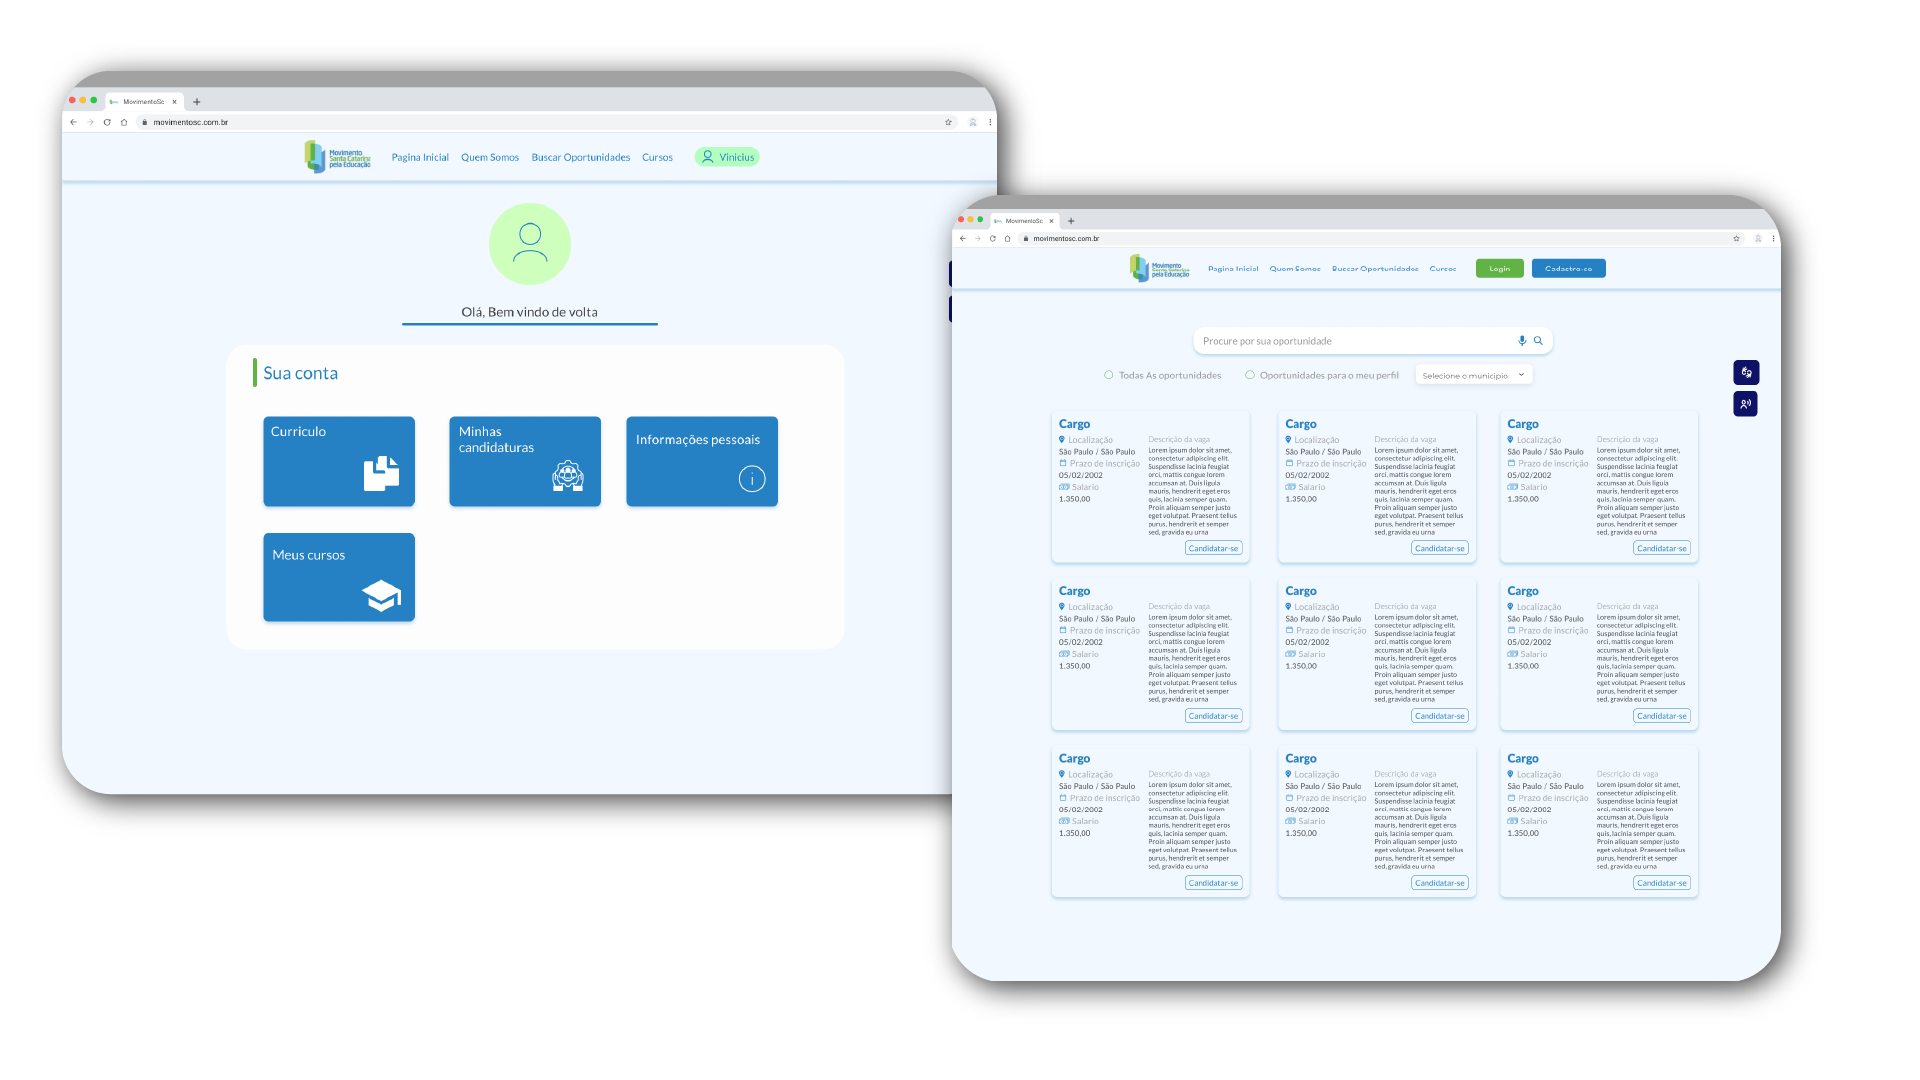 MovimentoSc
movimentosc.com.br
Movimento
Santa Catarina
pela Educação
Pagina Inicial
Quem Somos
Buscar Oportunidades
Cursos
Vinicius
Olá, Bem vindo de volta
Sua conta
Curriculo
Minhas
candidaturas
Informações pessoais
Meus cursos
MovimentoSc
movimentosc.com.br
Movimento
Santa Catarina
pela Educação
Pagina Inicial
Quem Somos
Buscar Oportunidades
Cursos
Login
Cadastre-se
Procure por sua oportunidade
Todas As oportunidades
Oportunidades para o meu perfil
Selecione o municipio
Cargo
Localização
São Paulo / São Paulo
Prazo de inscrição
05/02/2002
Salario
1.350,00
Descrição da vaga
Lorem ipsum dolor sit amet,
consectetur adipiscing elit.
Suspendisse lacinia feugiat
orci, mattis congue lorem
accumsan at. Duis ligula
mauris, hendrerit eget eros
quis, lacinia semper quam.
Proin aliquam semper justo
eget volutpat. Praesent tellus
purus, hendrerit et semper
sed, gravida eu urna
Candidatar-se
Cargo
Localização
São Paulo / São Paulo
Prazo de inscrição
05/02/2002
Salario
1.350,00
Descrição da vaga
Lorem ipsum dolor sit amet,
consectetur adipiscing elit.
Suspendisse lacinia feugiat
orci, mattis congue lorem
accumsan at. Duis ligula
mauris, hendrerit eget eros
quis, lacinia semper quam.
Proin aliquam semper justo
eget volutpat. Praesent tellus
purus, hendrerit et semper
sed, gravida eu urna
Candidatar-se
Cargo
Localização
São Paulo / São Paulo
Prazo de inscrição
05/02/2002
Salario
1.350,00
Descrição da vaga
Lorem ipsum dolor sit amet,
consectetur adipiscing elit.
Suspendisse lacinia feugiat
orci, mattis congue lorem
accumsan at. Duis ligula
mauris, hendrerit eget eros
quis, lacinia semper quam.
Proin aliquam semper justo
eget volutpat. Praesent tellus
purus, hendrerit et semper
sed, gravida eu urna
Candidatar-se
Cargo
Localização
São Paulo / São Paulo
Prazo de inscrição
05/02/2002
Salario
1.350,00
Descrição da vaga
Lorem ipsum dolor sit amet,
consectetur adipiscing elit.
Suspendisse lacinia feugiat
orci, mattis congue lorem
accumsan at. Duis ligula
mauris, hendrerit eget eros
quis, lacinia semper quam.
Proin aliquam semper justo
eget volutpat. Praesent tellus
purus, hendrerit et semper
sed, gravida eu urna
Candidatar-se
Cargo
Localização
São Paulo / São Paulo
Prazo de inscrição
05/02/2002
Salario
1.350,00
Descrição da vaga
Lorem ipsum dolor sit amet,
consectetur adipiscing elit.
Suspendisse lacinia feugiat
orci, mattis congue lorem
accumsan at. Duis ligula
mauris, hendrerit eget eros
quis, lacinia semper quam.
Proin aliquam semper justo
eget volutpat. Praesent tellus
purus, hendrerit et semper
sed, gravida eu urna
Candidatar-se
Cargo
Localização
São Paulo / São Paulo
Prazo de inscrição
05/02/2002
Salario
1.350,00
Descrição da vaga
Lorem ipsum dolor sit amet,
consectetur adipiscing elit.
Suspendisse lacinia feugiat
orci, mattis congue lorem
accumsan at. Duis ligula
mauris, hendrerit eget eros
quis, lacinia semper quam.
Proin aliquam semper justo
eget volutpat. Praesent tellus
purus, hendrerit et semper
sed, gravida eu urna
Candidatar-se
Cargo
Localização
São Paulo / São Paulo
Prazo de inscrição
05/02/2002
Salario
1.350,00
Descrição da vaga
Lorem ipsum dolor sit amet,
consectetur adipiscing elit.
Suspendisse lacinia feugiat
orci, mattis congue lorem
accumsan at. Duis ligula
mauris, hendrerit eget eros
quis, lacinia semper quam.
Proin aliquam semper justo
eget volutpat. Praesent tellus
purus, hendrerit et semper
sed, gravida eu urna
Candidatar-se
Cargo
Localização
São Paulo / São Paulo
Prazo de inscrição
05/02/2002
Salario
1.350,00
Descrição da vaga
Lorem ipsum dolor sit amet,
consectetur adipiscing elit.
Suspendisse lacinia feugiat
orci, mattis congue lorem
accumsan at. Duis ligula
mauris, hendrerit eget eros
quis, lacinia semper quam.
Proin aliquam semper justo
eget volutpat. Praesent tellus
purus, hendrerit et semper
sed, gravida eu urna
Candidatar-se
Cargo
Localização
São Paulo / São Paulo
Prazo de inscrição
05/02/2002
Salario
1.350,00
Descrição da vaga
Lorem ipsum dolor sit amet,
consectetur adipiscing elit.
Suspendisse lacinia feugiat
orci, mattis congue lorem
accumsan at. Duis ligula
mauris, hendrerit eget eros
quis, lacinia semper quam.
Proin aliquam semper justo
eget volutpat. Praesent tellus
purus, hendrerit et semper
sed, gravida eu urna
Candidatar-se